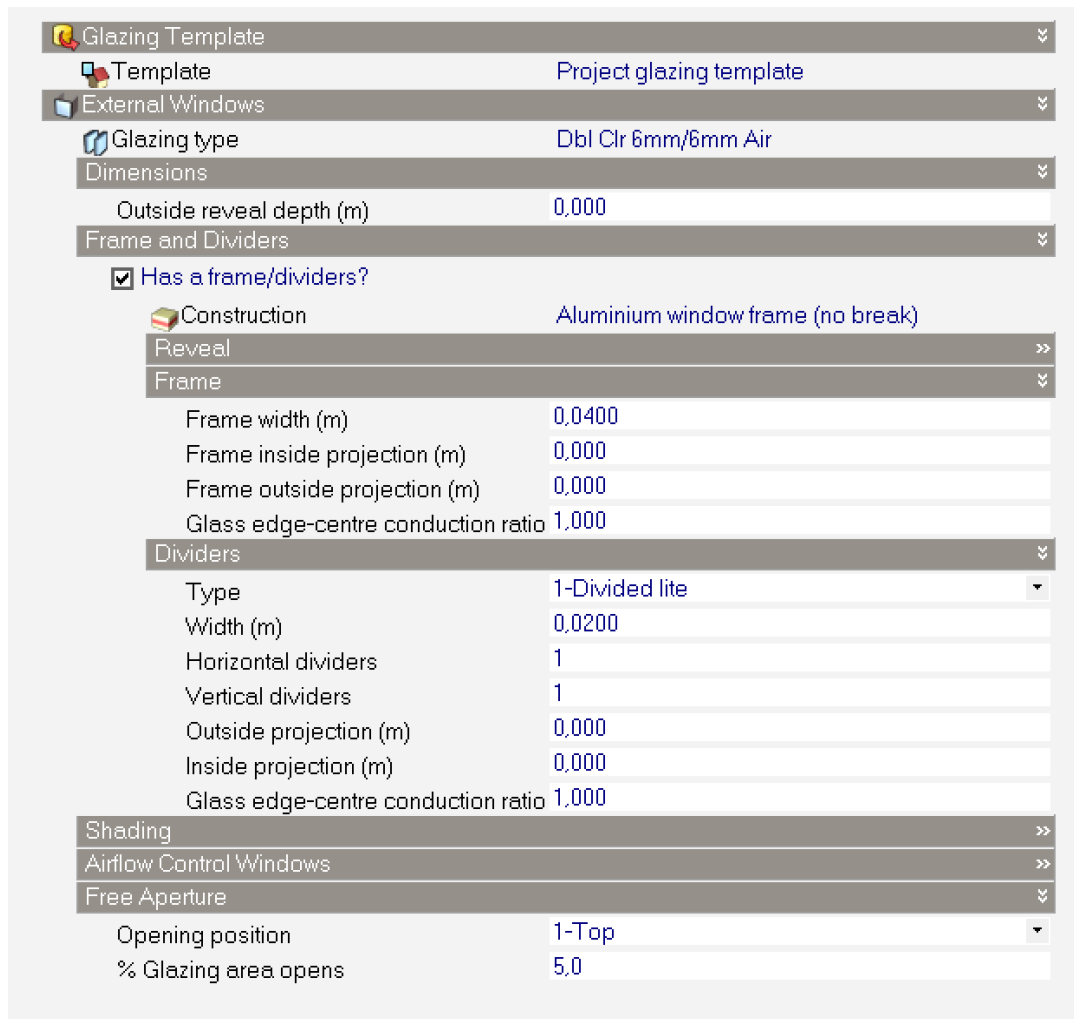 Glazing Template
Template Project glazing template
External Windows
Glazing type Dbl Clr 6mm/6mm Air
Dimensions
Outside reveal depth (m) 0,000
Frame and Dividers
Has a frame/dividers?
Construction Aluminium window frame (no break)
Reveal
Frame
Frame width (m) 0,0400
Frame inside projection (m) 0,000
Frame outside projection (m) 0,000
Glass edge-centre conduction ratio 1,000
Dividers
Type 1-Divided lite
Width (m) 0,0200
Horizontal dividers 1
Vertical dividers 1
Outside projection (m) 0,000
Inside projection (m) 0,000
Glass edge-centre conduction ratio 1,000
Shading
Airflow Control Windows
Free Aperture
Opening position 1-Top
% Glazing area opens 5,0